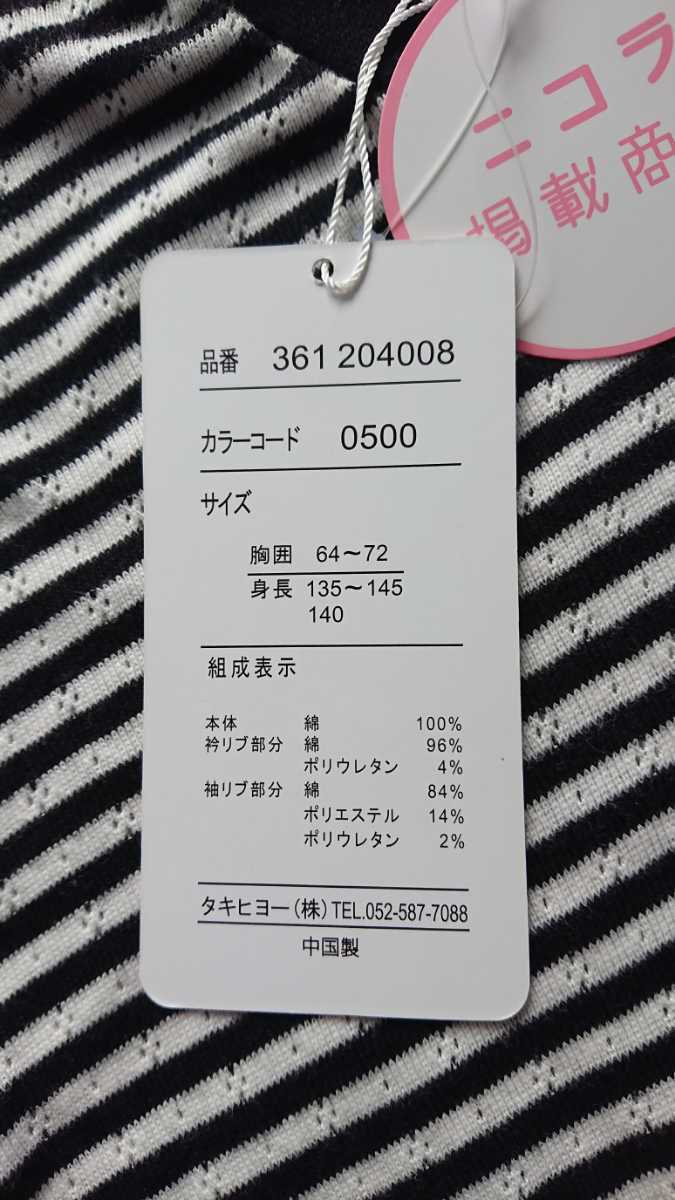 ニコラ
掲載商
品番 361 204008
カラーコード 0500
サイズ
胸囲 64～72
身長 135～145
140
組成表示
本体 綿 100%
衿リブ部分 綿 96%
ポリウレタン 4%
袖リブ部分 綿 84%
ポリエステル 14%
ポリウレタン 2%
タキヒヨー(株) TEL.052-587-7088
中国製